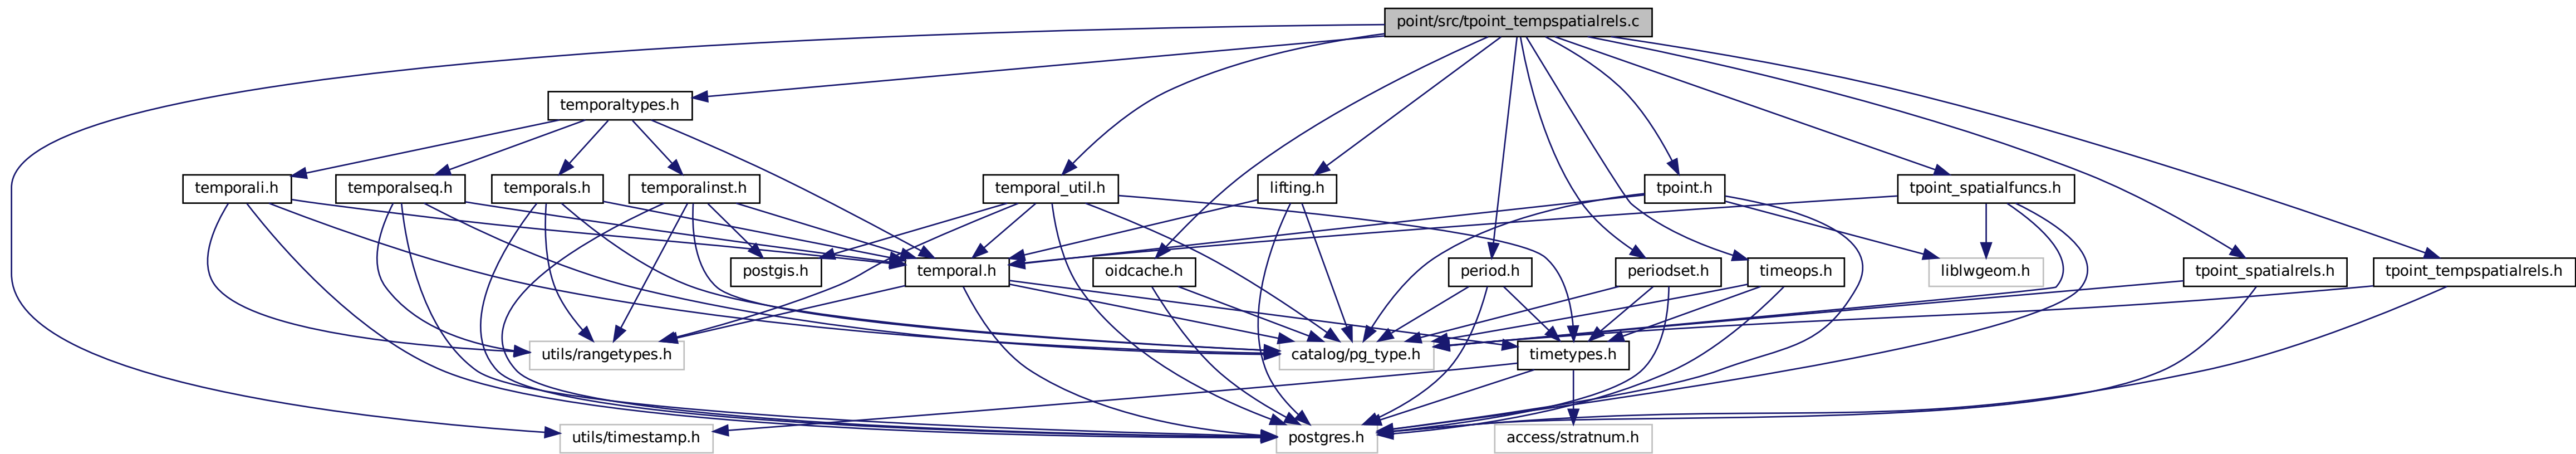 point/src/tpoint_tempspatialrels.c
temporaltypes.h
temporali.h
temporalseq.h
temporals.h
temporalinst.h
temporal_util.h
lifting.h
tpoint.h
tpoint_spatialfuncs.h
postgis.h
temporal.h
oidcache.h
period.h
periodset.h
timeops.h
liblwgeom.h
tpoint_spatialrels.h
tpoint_tempspatialrels.h
utils/rangetypes.h
catalog/pg_type.h
timetypes.h
utils/timestamp.h
postgres.h
access/stratnum.h